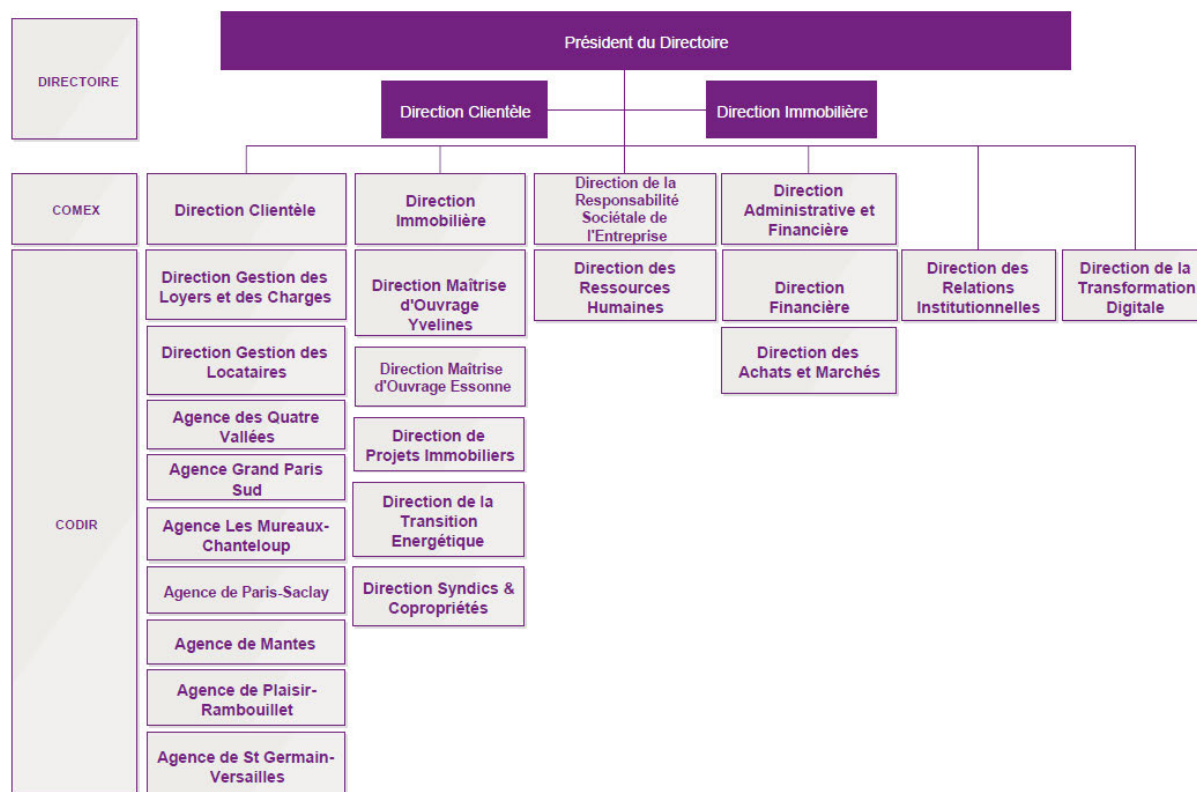 Président du Directoire
DIRECTOIRE
Direction Clientèle
Direction Immobilière
COMEX
Direction Clientèle
Direction
Immobilière
Direction de la
Responsabilité
Sociétale de
l'Entreprise
Direction
Administrative et
Financière
CODIR
Direction Gestion des
Loyers et des Charges
Direction Gestion des
Locataires
Agence des Quatre
Vallées
Agence Grand Paris
Sud
Agence Les Mureaux-
Chanteloup
Agence de Paris-Saclay
Agence de Mantes
Agence de Plaisir-
Rambouillet
Agence de St Germain-
Versailles
Direction Maîtrise
d'Ouvrage
Yvelines
Direction Maîtrise
d'Ouvrage Essonne
Direction de
Projets Immobiliers
Direction de la
Transition
Energétique
Direction Syndics &
Copropriétés
Direction des
Ressources
Humaines
Direction
Financière
Direction des
Achats et Marchés
Direction des
Relations
Institutionnelles
Direction de la
Transformation
Digitale